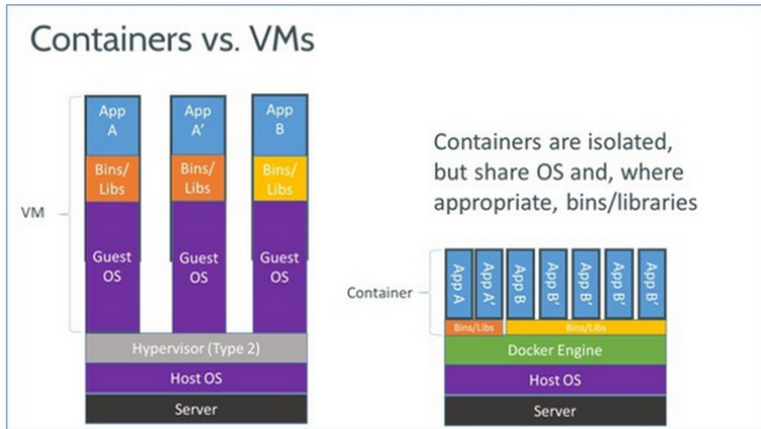 Containers vs. VMs
App
A
App
A'
App
B
Bins/
Libs
Bins/
Libs
Bins/
Libs
VM
Guest
OS
Guest
OS
Guest
OS
Hypervisor (Type 2)
Host OS
Server
Containers are isolated,
but share OS and, where
appropriate, bins/libraries
Container
App A
App A'
App B
App B'
App B'
App B'
App B'
Bins/Libs
Bins/Libs
Docker Engine
Host OS
Server